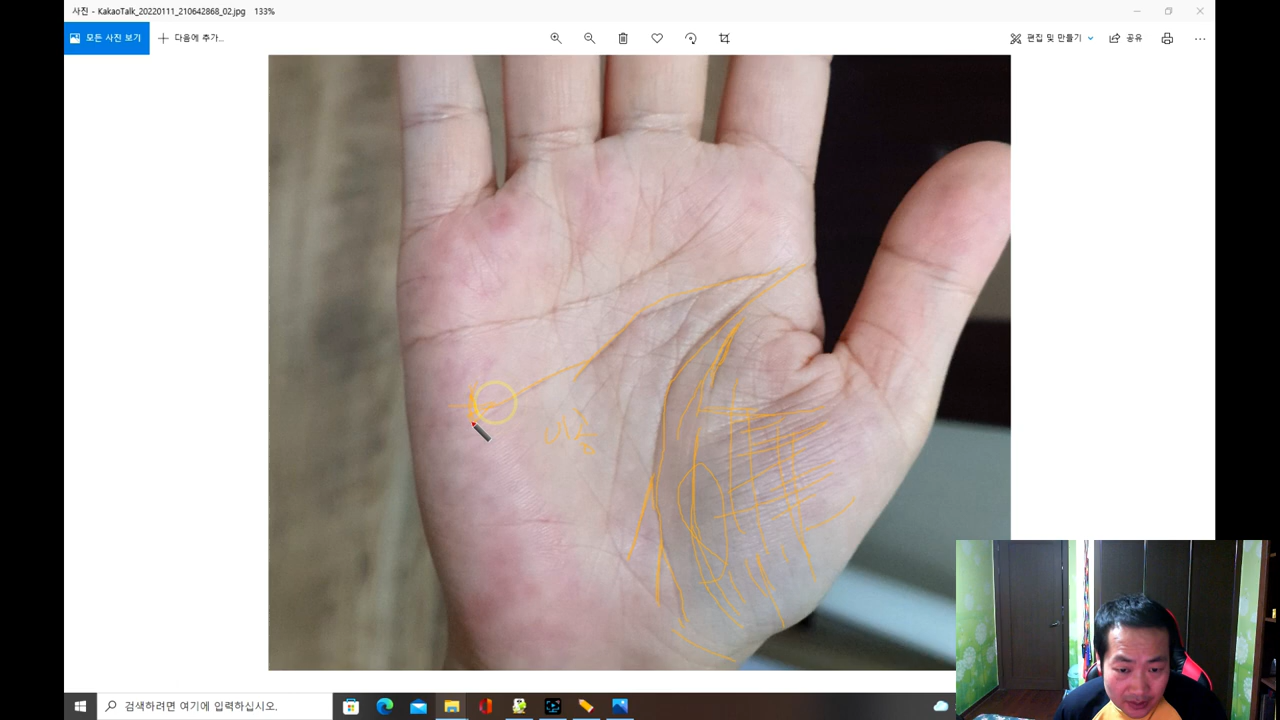 사진 - KakaoTalk_20220111_210642868_02.jpg 133%
모든 사진 보기
다음에 추가...
편집 및 만들기
공유
검색하려면 여기에 입력하십시오.